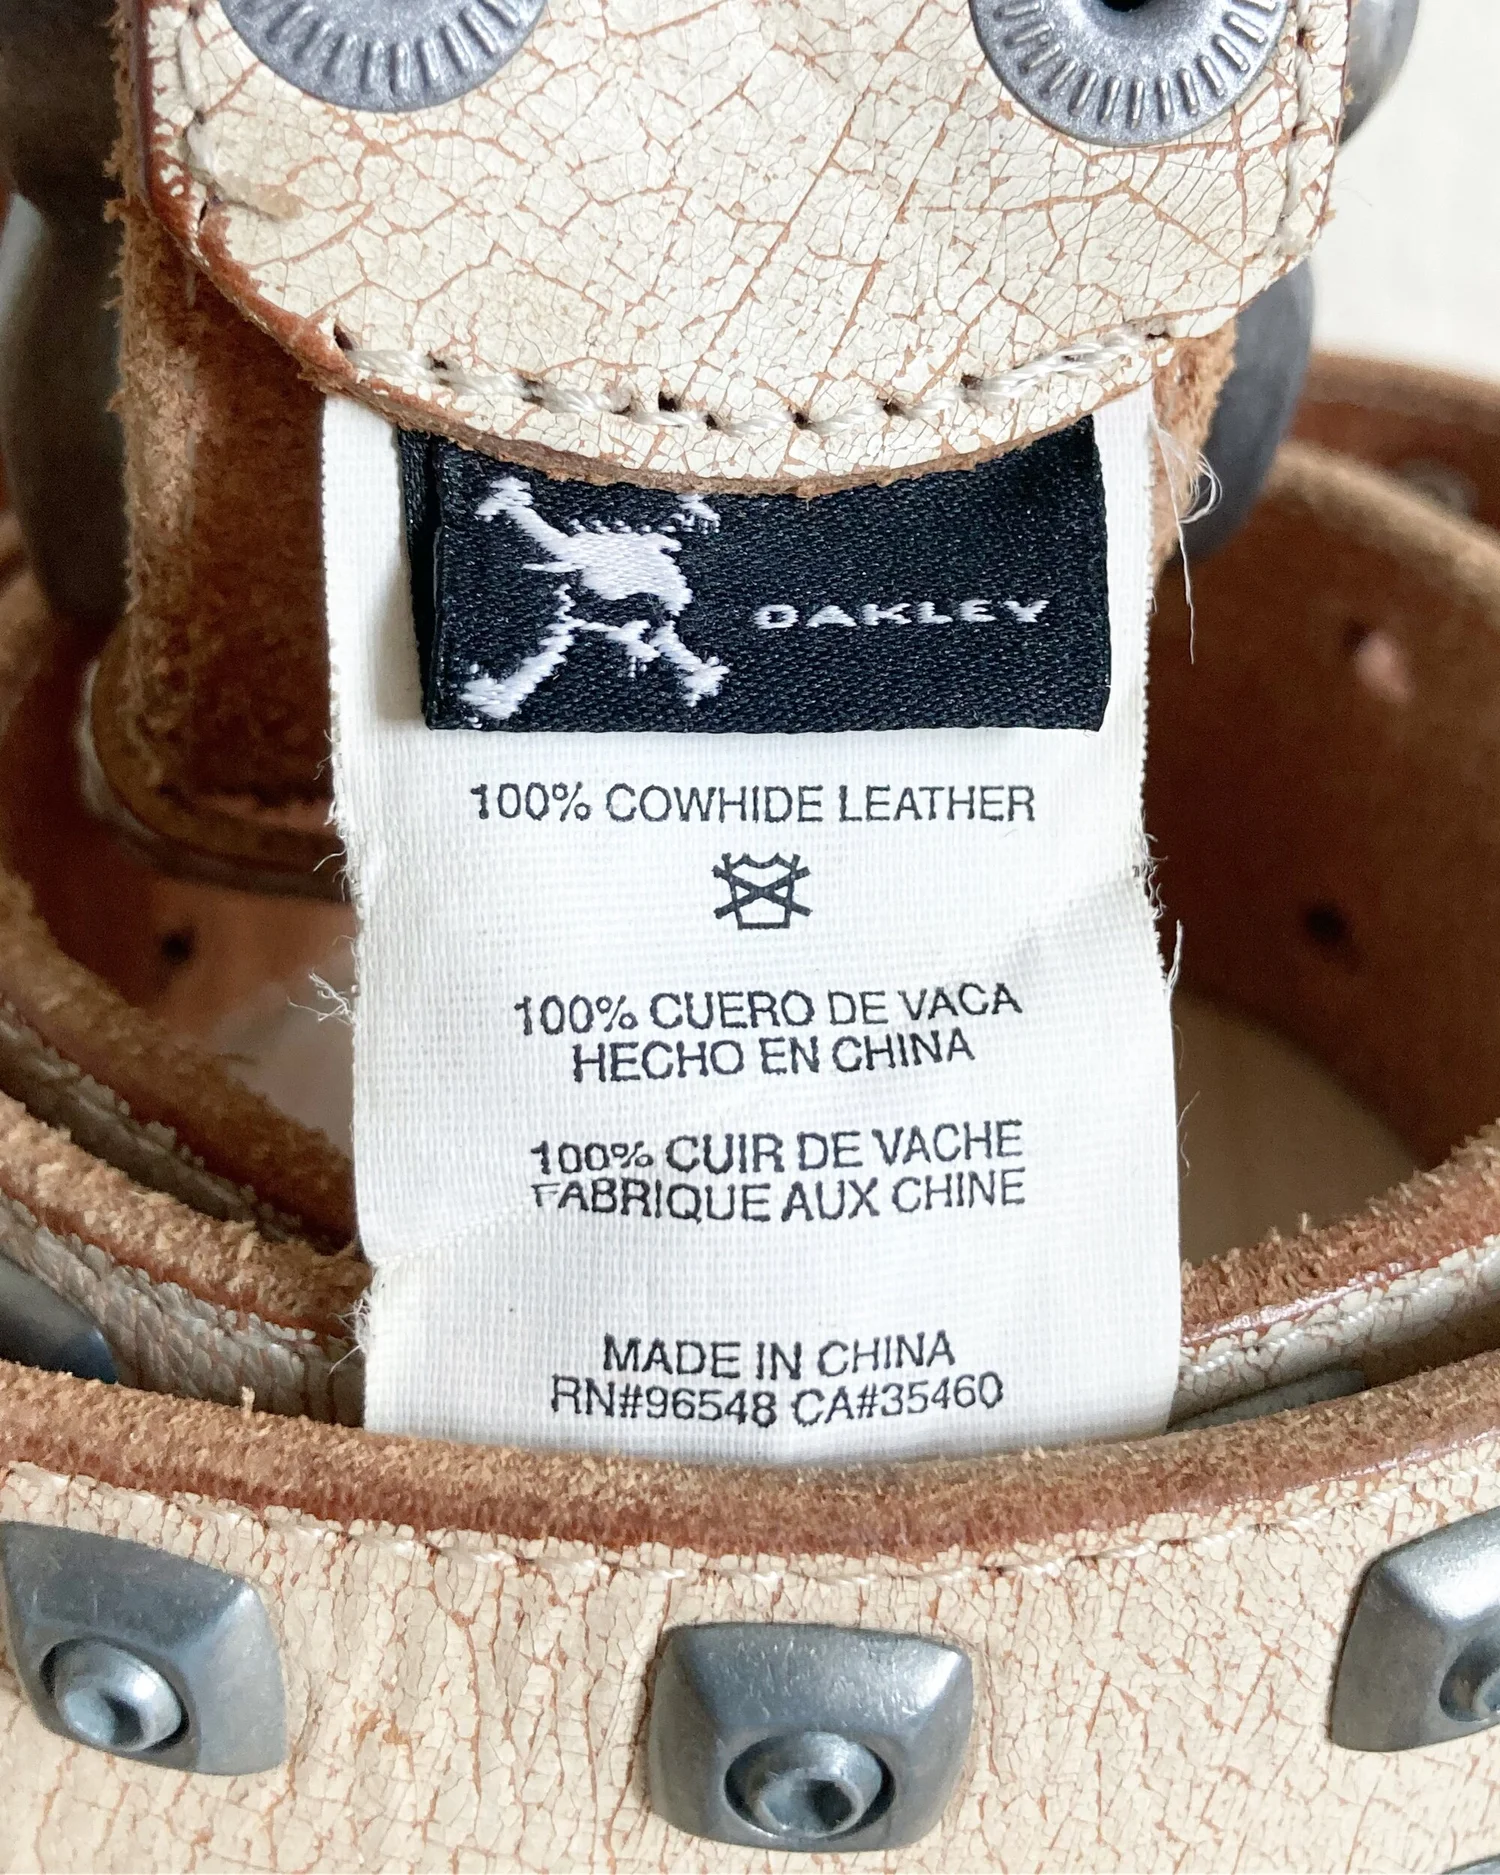 OAKLEY
100% COWHIDE LEATHER
100% CUERO DE VACA
HECHO EN CHINA
100% CUIR DE VACHE
FABRIQUE AUX CHINE
MADE IN CHINA
RN#96548 CA#35460